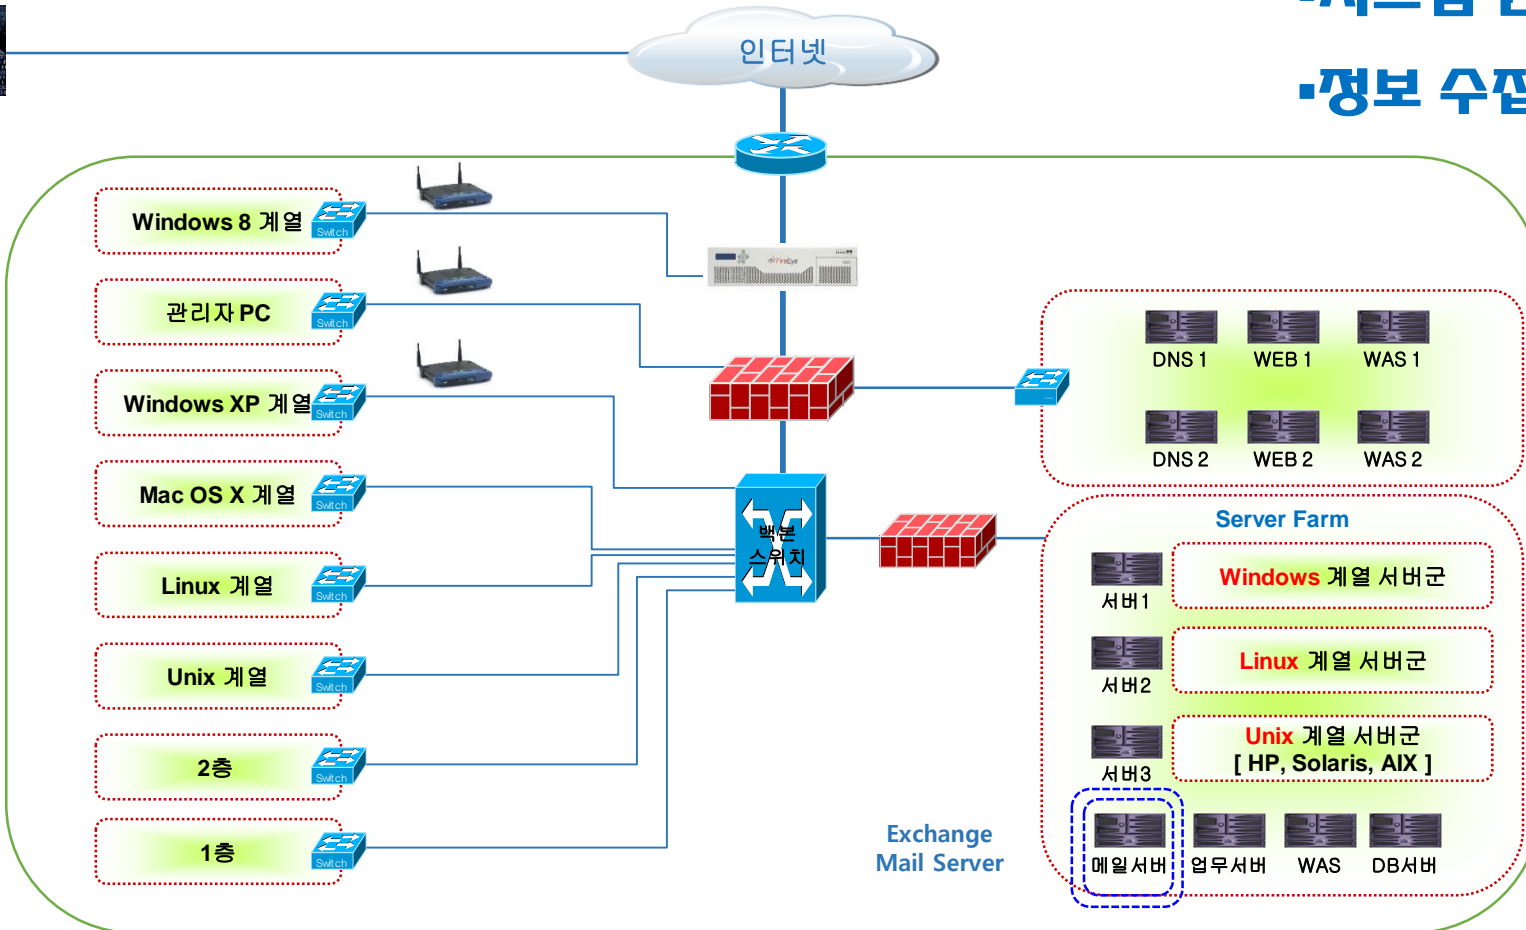 인터넷
▪정보 수집
FireEye
Windows 8 계열
Switch
관리자 PC
Switch
Windows XP 계열
Switch
Mac OS X 계열
Switch
Linux 계열
Switch
Unix 계열
Switch
2층
Switch
1층
Switch
백본
스위치
DNS 1
WEB 1
WAS 1
DNS 2
WEB 2
WAS 2
Server Farm
서버1
Windows 계열 서버군
서버2
Linux 계열 서버군
서버3
Unix 계열 서버군
[ HP, Solaris, AIX ]
Exchange
Mail Server
메일서버
업무서버
WAS
DB서버